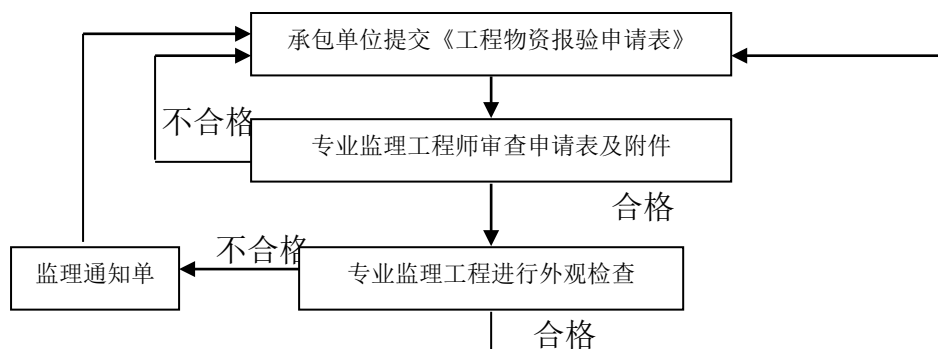 承包单位提交《工程物资报验申请表》
不合格
专业监理工程师审查申请表及附件
合格
不合格
监理通知单
专业监理工程进行外观检查
合格